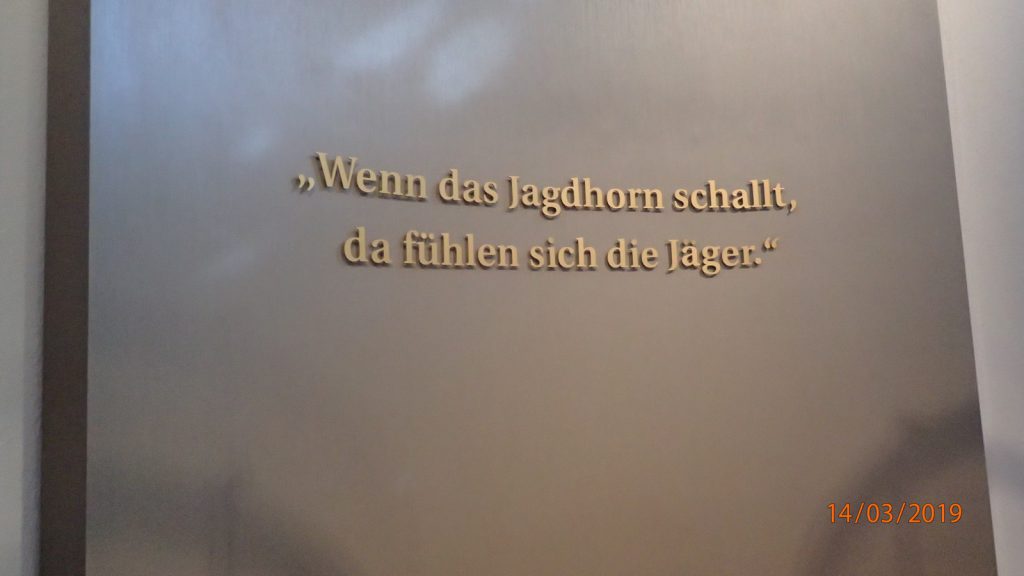 „Wenn das Jagdhorn schallt,
da fühlen sich die Jäger.“
14/03/2019